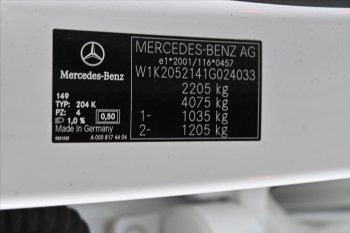 MERCEDES-BENZ AG
e1*2001/116*0457
W1K2052141G024033
2205 kg
4075 kg
1- 1035 kg
2- 1205 kg
Mercedes-Benz
149
TYP: 204 K
PZ: 4
1,0 % 0,50
Made in Germany
A 000 817 44 06